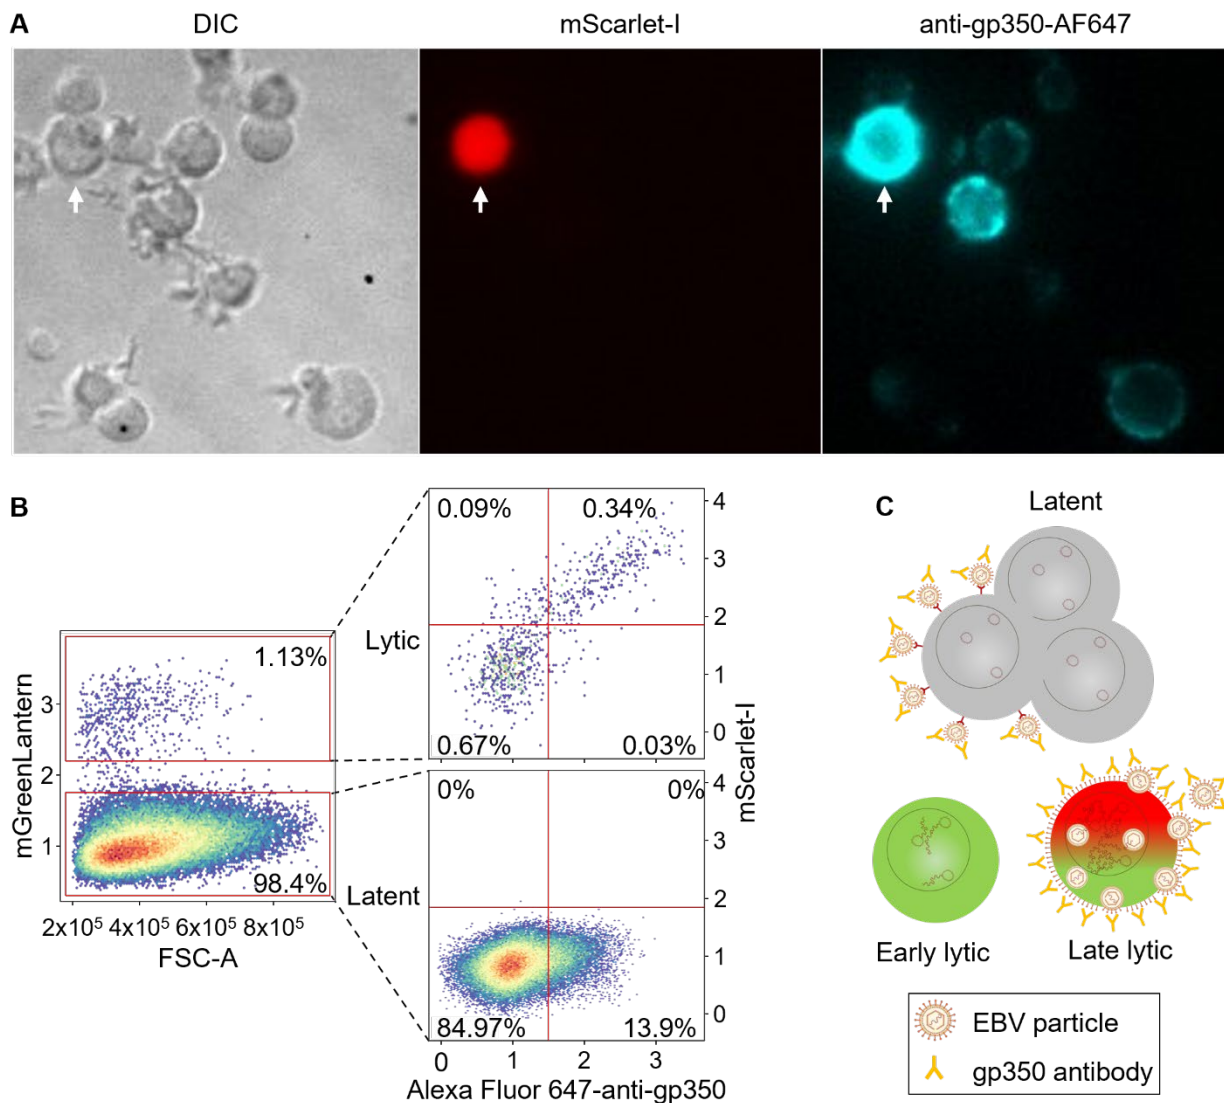 A
DIC
mScarlet-I
anti-gp350-AF647
B
1.13%
98.4%
3
2
1
mGreenLantern
2x10⁵ 4x10⁵ 6x10⁵ 8x10⁵
FSC-A
Lytic
0.09%
0.34%
0.67%
0.03%
4
3
2
1
0
mScarlet-I
Latent
0%
0%
84.97%
13.9%
4
3
2
1
0
0 1 2 3
Alexa Fluor 647-anti-gp350
C
Latent
Early lytic
Late lytic
EBV particle
gp350 antibody